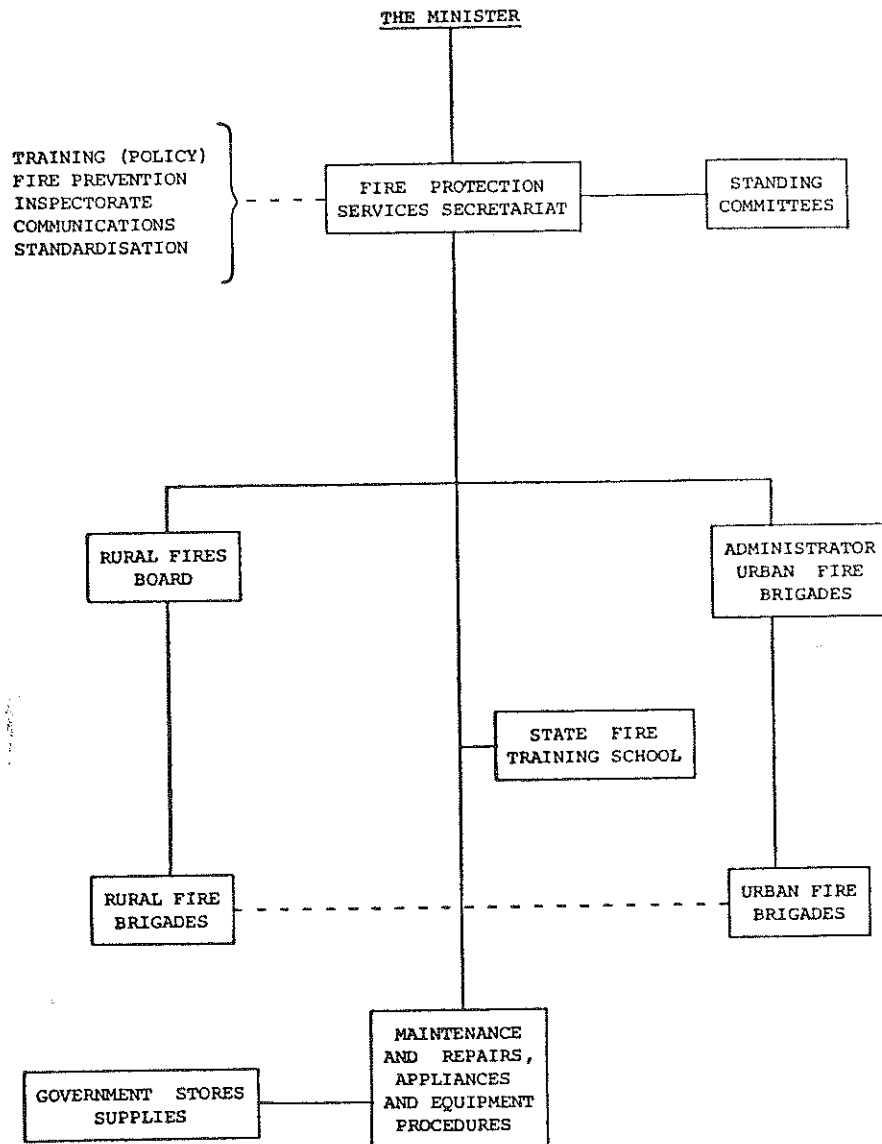 THE MINISTER
TRAINING (POLICY)
FIRE PREVENTION
INSPECTORATE
COMMUNICATIONS
STANDARDISATION
FIRE PROTECTION
SERVICES SECRETARIAT
STANDING
COMMITTEES
RURAL FIRES
BOARD
ADMINISTRATOR
URBAN FIRE
BRIGADES
STATE FIRE
TRAINING SCHOOL
RURAL FIRE
BRIGADES
URBAN FIRE
BRIGADES
GOVERNMENT STORES
SUPPLIES
MAINTENANCE
AND REPAIRS,
APPLIANCES
AND EQUIPMENT
PROCEDURES